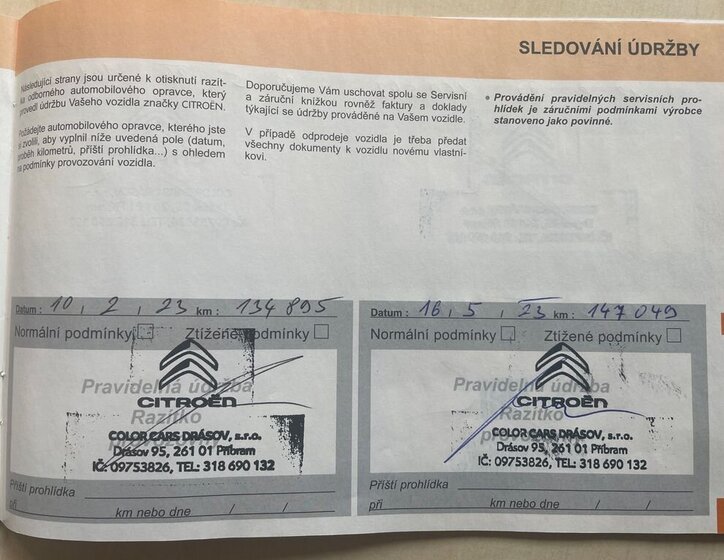 SLEDOVÁNÍ ÚDRŽBY
Následující strany jsou určené k otisknutí razít-
odborného automobilového opravce, který
provedl údržbu Vašeho vozidla značky CITROËN.
Požádejte automobilového opravce, kterého jste
zvolili, aby vyplnil níže uvedená pole (datum,
kilometrů, příští prohlídka...) s ohledem
podmínky provozování vozidla.
Doporučujeme Vám uschovat spolu se Servisní
a záruční knížkou rovněž faktury a doklady
týkající se údržby prováděné na Vašem vozidle.
V případě odprodeje vozidla je třeba předat
všechny dokumenty k vozidlu novému vlastní-
kovi.
• Provádění pravidelných servisních pro-
hlídek je záručními podmínkami výrobce
stanoveno jako povinné.
Datum : 10 , 2 , 23 km : 134 895
Normální podmínky Ztížené podmínky
Pravidelná údržba
CITROËN
Razítko
COLOR CARS DRÁSOV, s.r.o.
Drásov 95, 261 01 Příbram
IČ: 09753826, TEL: 318 690 132
Příští prohlídka
při km nebo dne / /
Datum : 16 , 5 , 23 km : 147 049
Normální podmínky Ztížené podmínky
Pravidelná údržba
CITROËN
Razítko
COLOR CARS DRÁSOV, s.r.o.
Drásov 95, 261 01 Příbram
IČ: 09753826, TEL: 318 690 132
Příští prohlídka
při km nebo dne / /